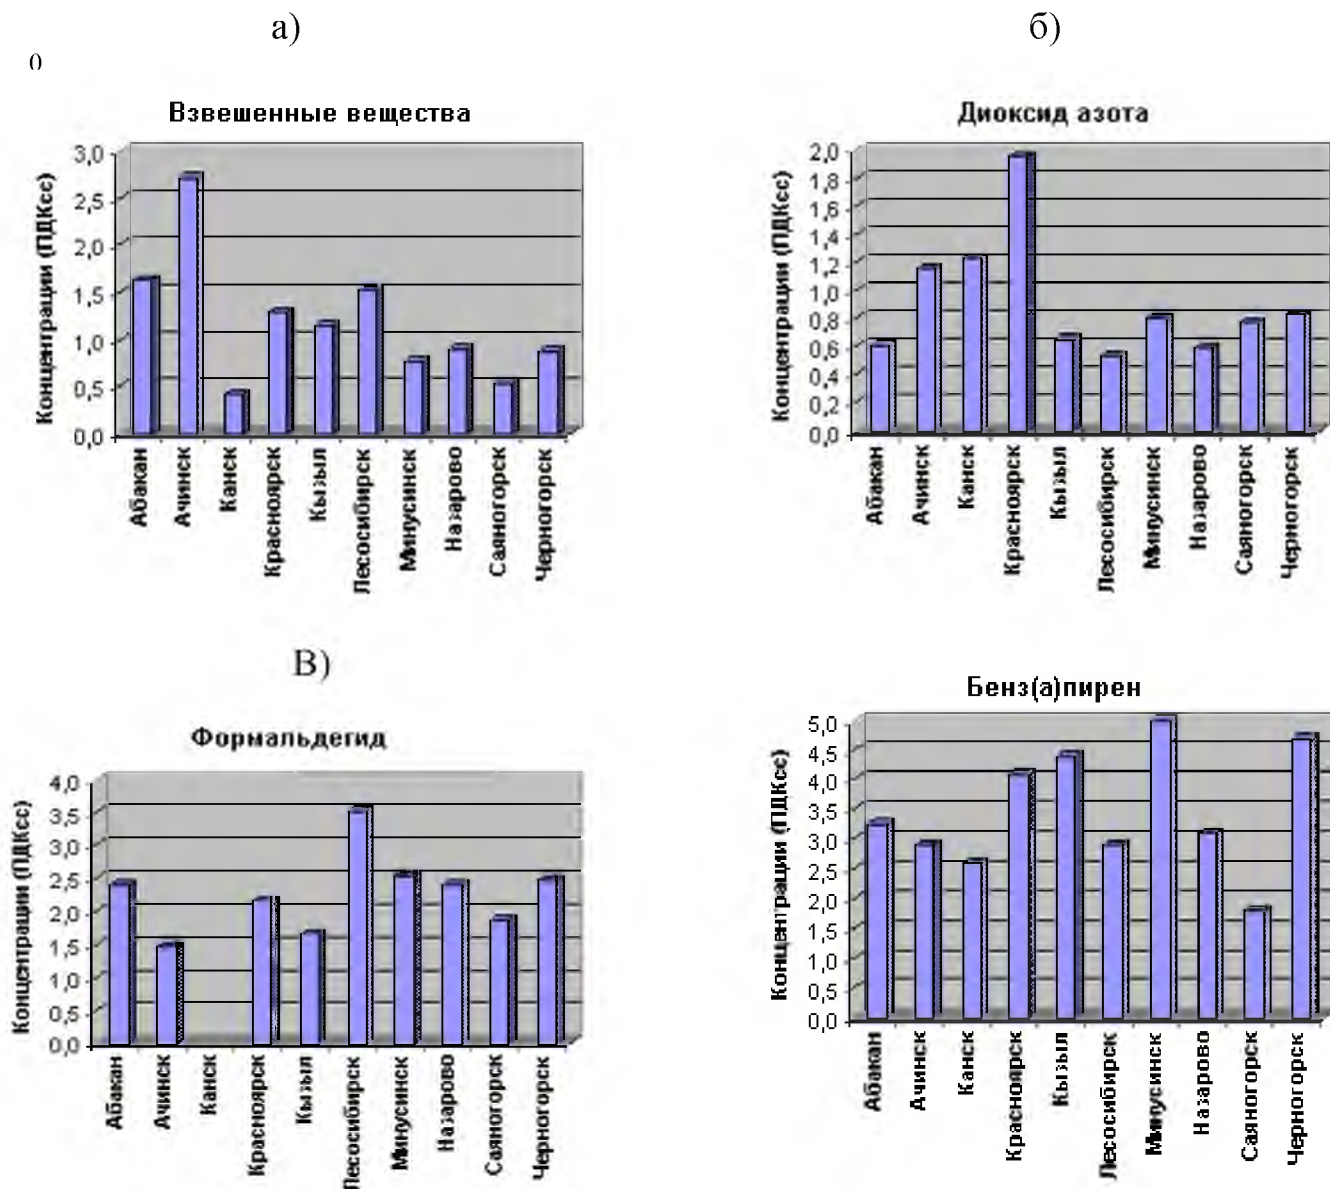 а)
б)
0
Взвешенные вещества
Концентрации (ПДКсс)
3,0
2,5
2,0
1,5
1,0
0,5
0,0
Абакан
Ачинск
Канск
Красноярск
Кызыл
Лесосибирск
Минусинск
Назарово
Саяногорск
Черногорск
Диоксид азота
Концентрации (ПДКсс)
2,0
1,8
1,6
1,4
1,2
1,0
0,8
0,6
0,4
0,2
0,0
Абакан
Ачинск
Канск
Красноярск
Кызыл
Лесосибирск
Минусинск
Назарово
Саяногорск
Черногорск
В)
Формальдегид
Концентрации (ПДКсс)
4,0
3,5
3,0
2,5
2,0
1,5
1,0
0,5
0,0
Абакан
Ачинск
Канск
Красноярск
Кызыл
Лесосибирск
Минусинск
Назарово
Саяногорск
Черногорск
Бенз(а)пирен
Концентрации (ПДКсс)
5,0
4,5
4,0
3,5
3,0
2,5
2,0
1,5
1,0
0,5
0,0
Абакан
Ачинск
Канск
Красноярск
Кызыл
Лесосибирск
Минусинск
Назарово
Саяногорск
Черногорск